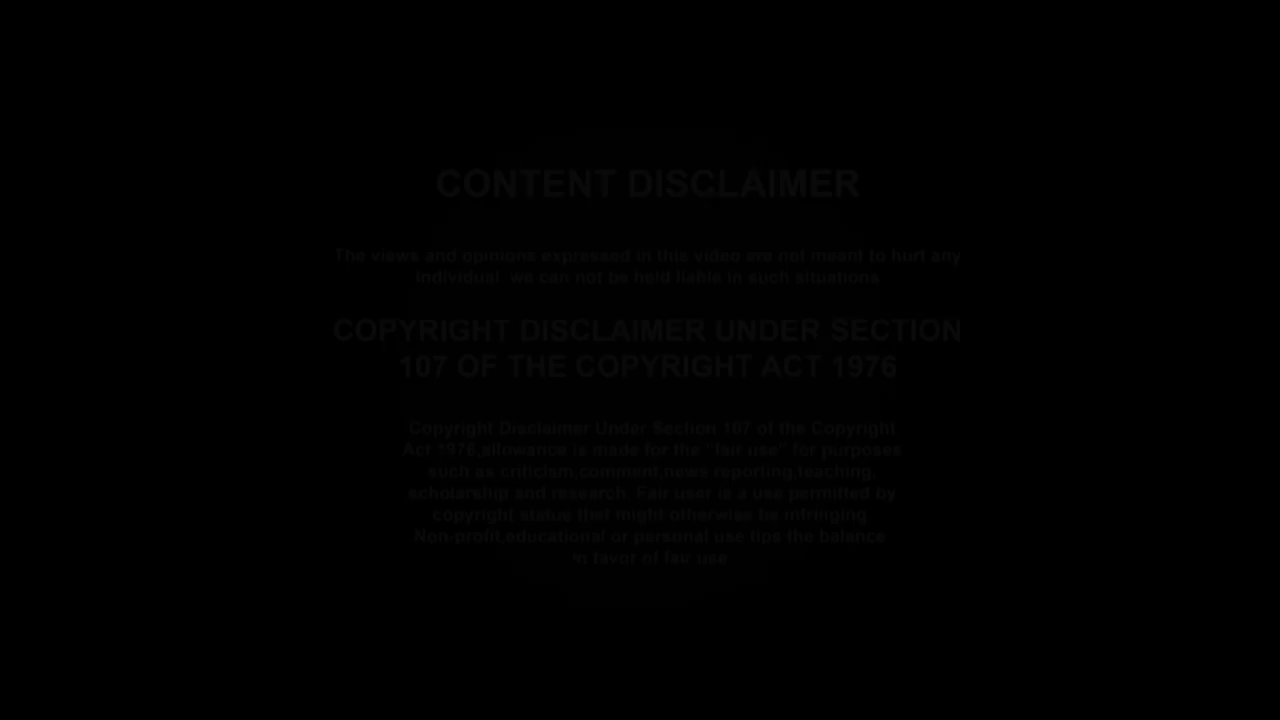 CONTENT DISCLAIMER
The views and opinions expressed in this video are not meant to hurt any
individual. we can not be held liable in such situations
COPYRIGHT DISCLAIMER UNDER SECTION
107 OF THE COPYRIGHT ACT 1976
Copyright Disclaimer Under Section 107 of the Copyright
Act 1976,allowance is made for the "fair use" for purposes
such as criticism,comment,news reporting,teaching,
scholarship and research. Fair user is a use permitted by
copyright status that might otherwise be infringing.
Non-profit,educational or personal use,tips the balance
in favor of fair use